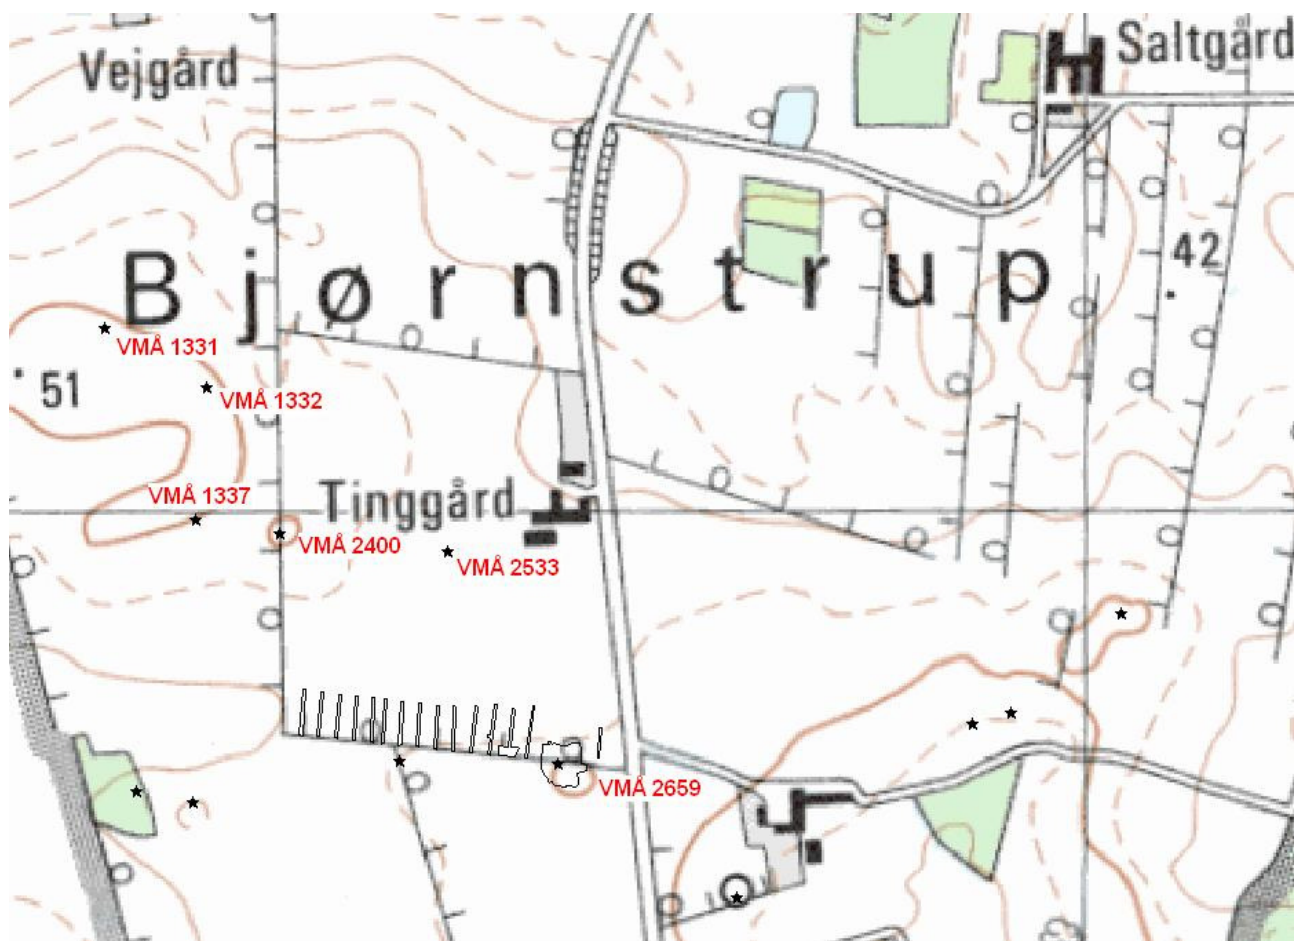 Vejgård
Saltgård
Bjørnstrup
42
VMÅ 1331
51
VMÅ 1332
VMÅ 1337
Tinggård
VMÅ 2400
VMÅ 2533
VMÅ 2659